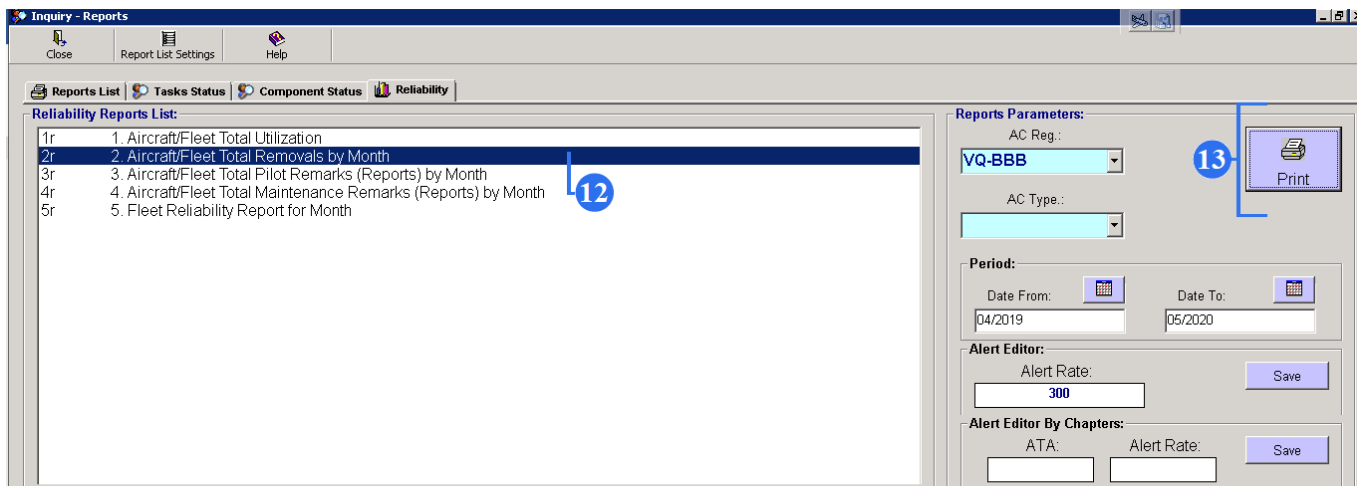 Inquiry - Reports
Close Report List Settings Help
Reports List Tasks Status Component Status Reliability
Reliability Reports List:
1r 1. Aircraft/Fleet Total Utilization
2r 2. Aircraft/Fleet Total Removals by Month
3r 3. Aircraft/Fleet Total Pilot Remarks (Reports) by Month
4r 4. Aircraft/Fleet Total Maintenance Remarks (Reports) by Month
5r 5. Fleet Reliability Report for Month
12
Reports Parameters:
AC Reg.:
VQ-BBB
13
Print
AC Type.:
Period:
Date From: Date To:
04/2019 05/2020
Alert Editor:
Alert Rate:
300
Save
Alert Editor By Chapters:
ATA: Alert Rate:
Save